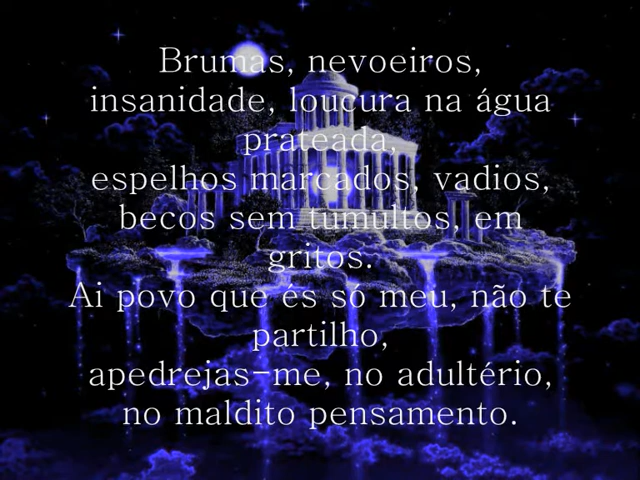 Brumas, nevoeiros,
insanidade, loucura na água
prateada,
espelhos marcados, vadios,
becos sem tumultos, em
gritos.
Ai povo que és só meu, não te
partilho,
apedrejas-me, no adultério,
no maldito pensamento.